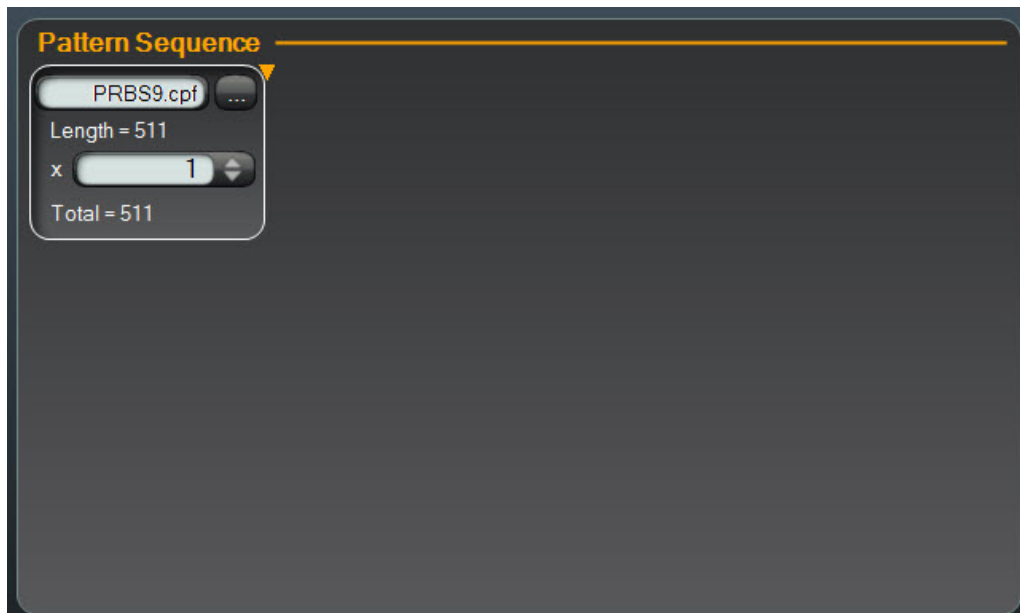 Pattern Sequence
PRBS9.cpf ...
Length = 511
x 1
Total = 511